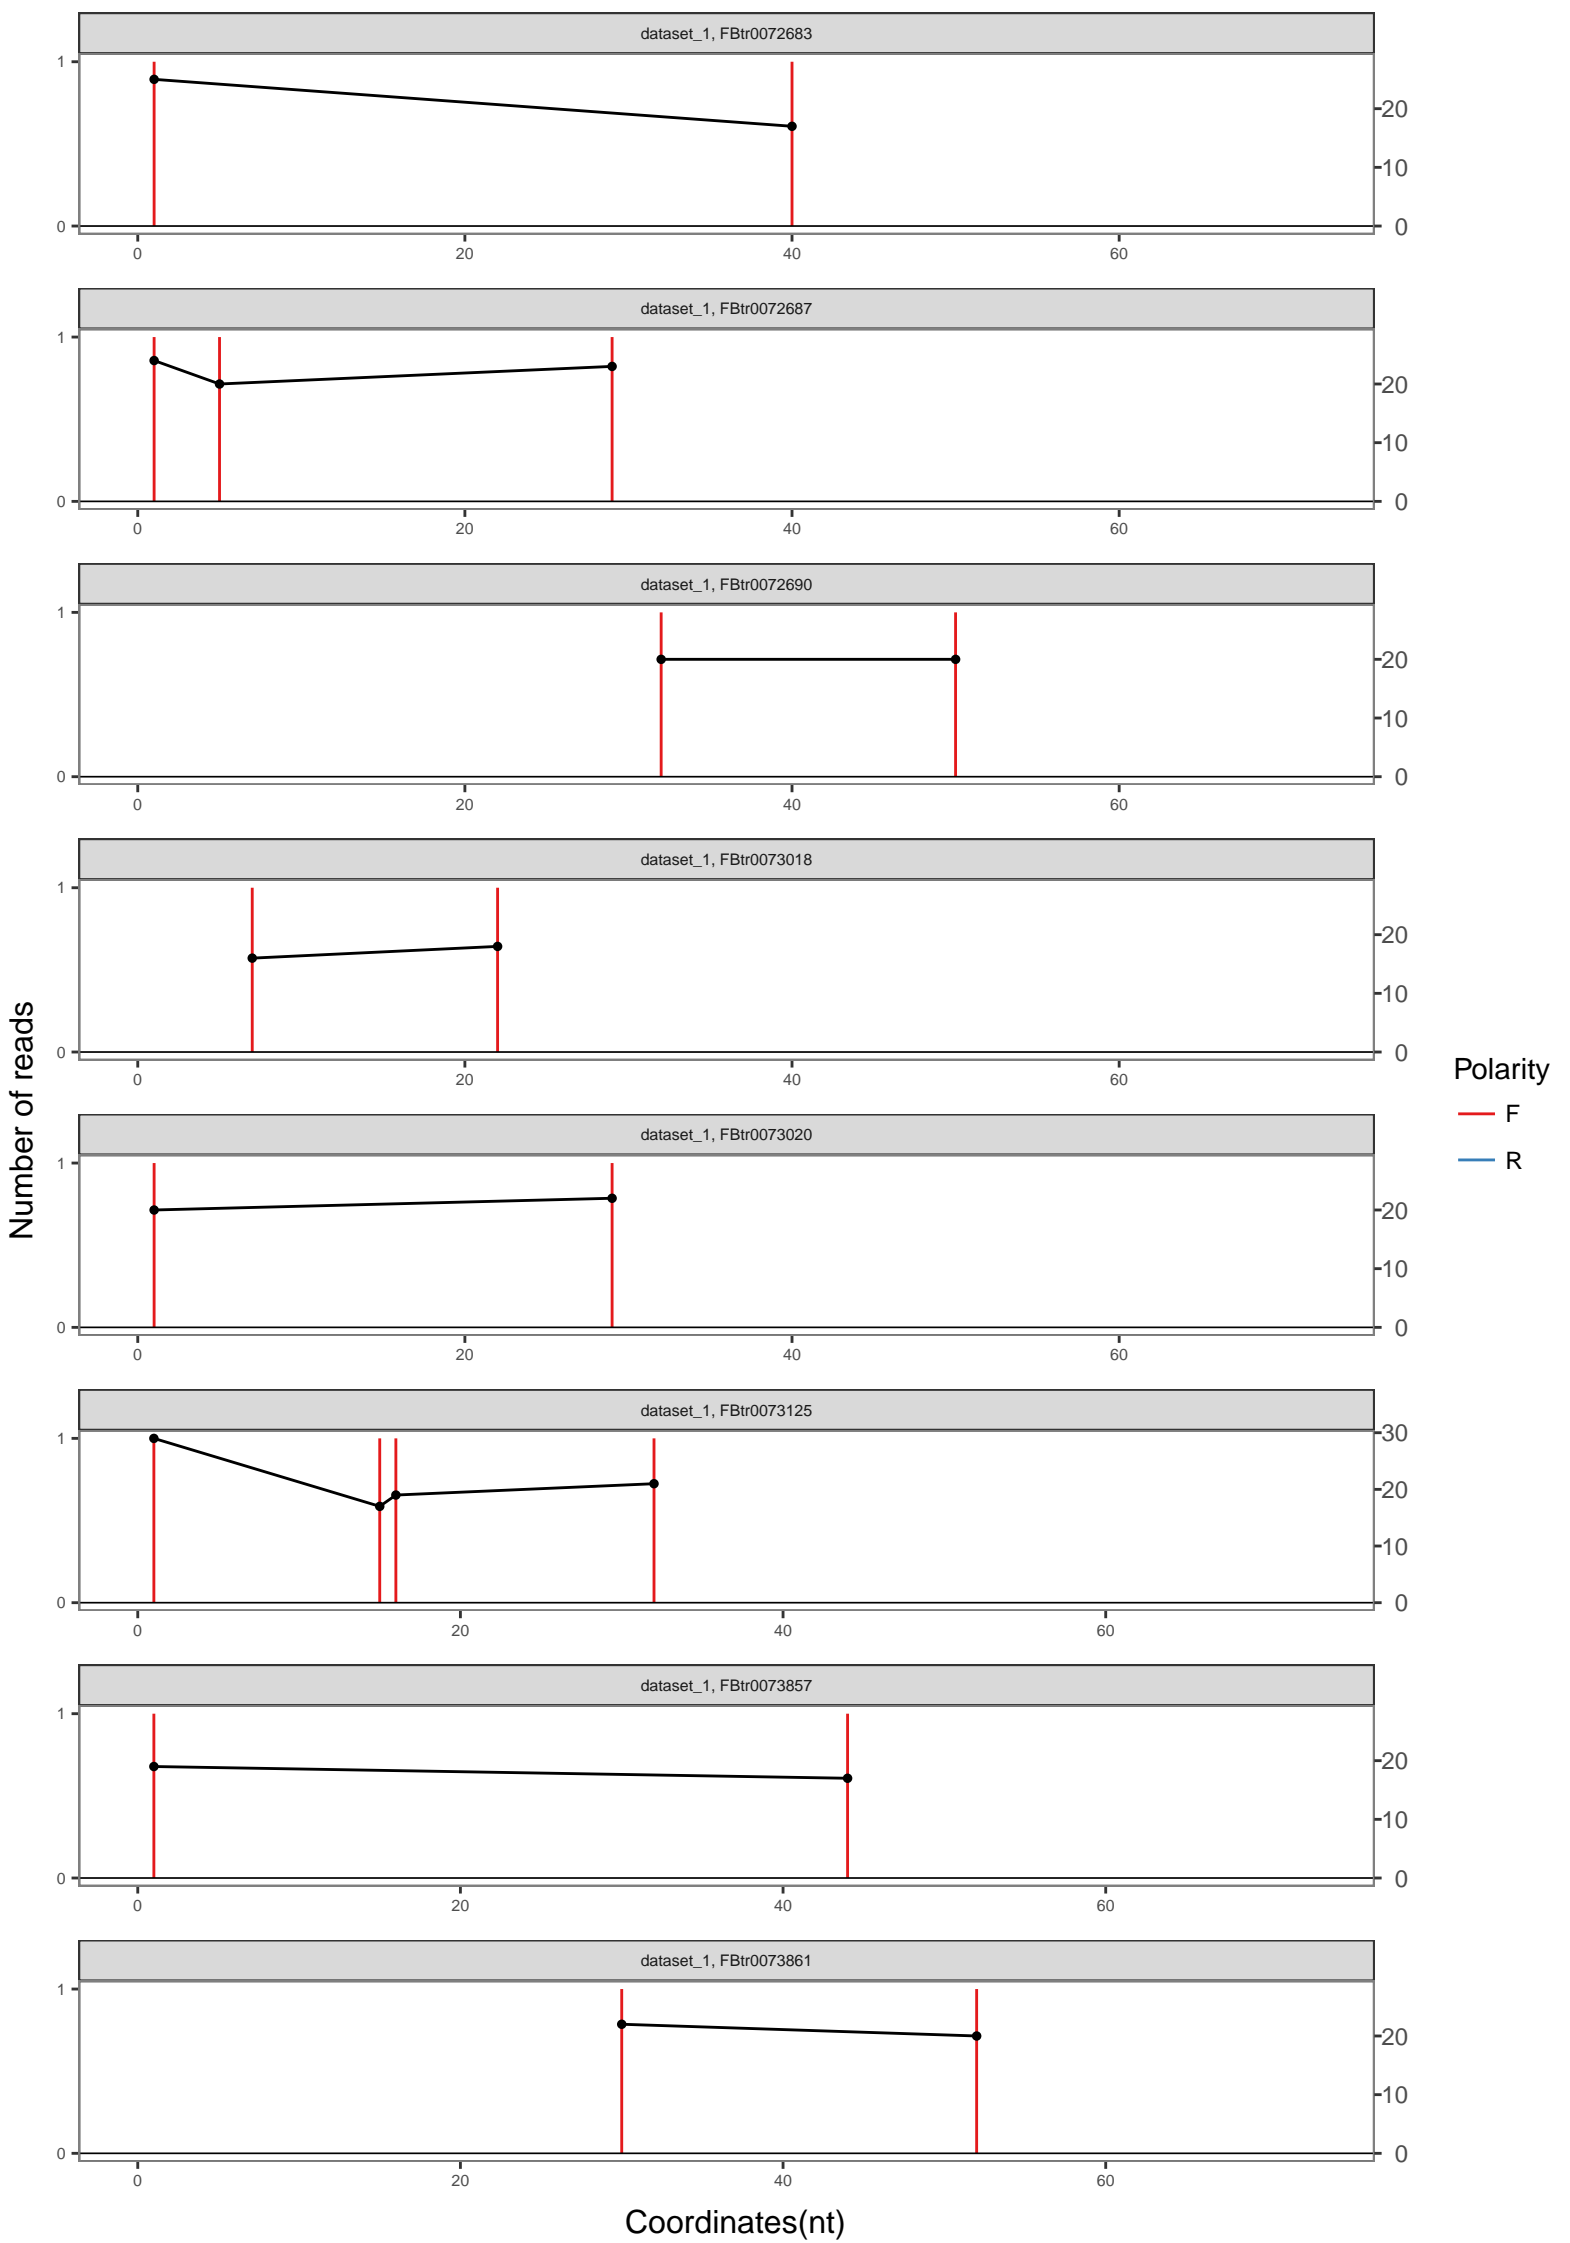 dataset_1, FBtr0072683
1
0
20
10
0
0 20 40 60
dataset_1, FBtr0072687
1
0
20
10
0
0 20 40 60
dataset_1, FBtr0072690
1
0
20
10
0
0 20 40 60
dataset_1, FBtr0073018
1
0
20
10
0
0 20 40 60
dataset_1, FBtr0073020
1
0
20
10
0
0 20 40 60
dataset_1, FBtr0073125
1
0
30
20
10
0
0 20 40 60
dataset_1, FBtr0073857
1
0
20
10
0
0 20 40 60
dataset_1, FBtr0073861
1
0
20
10
0
0 20 40 60
Number of reads
Coordinates(nt)
Polarity
F
R